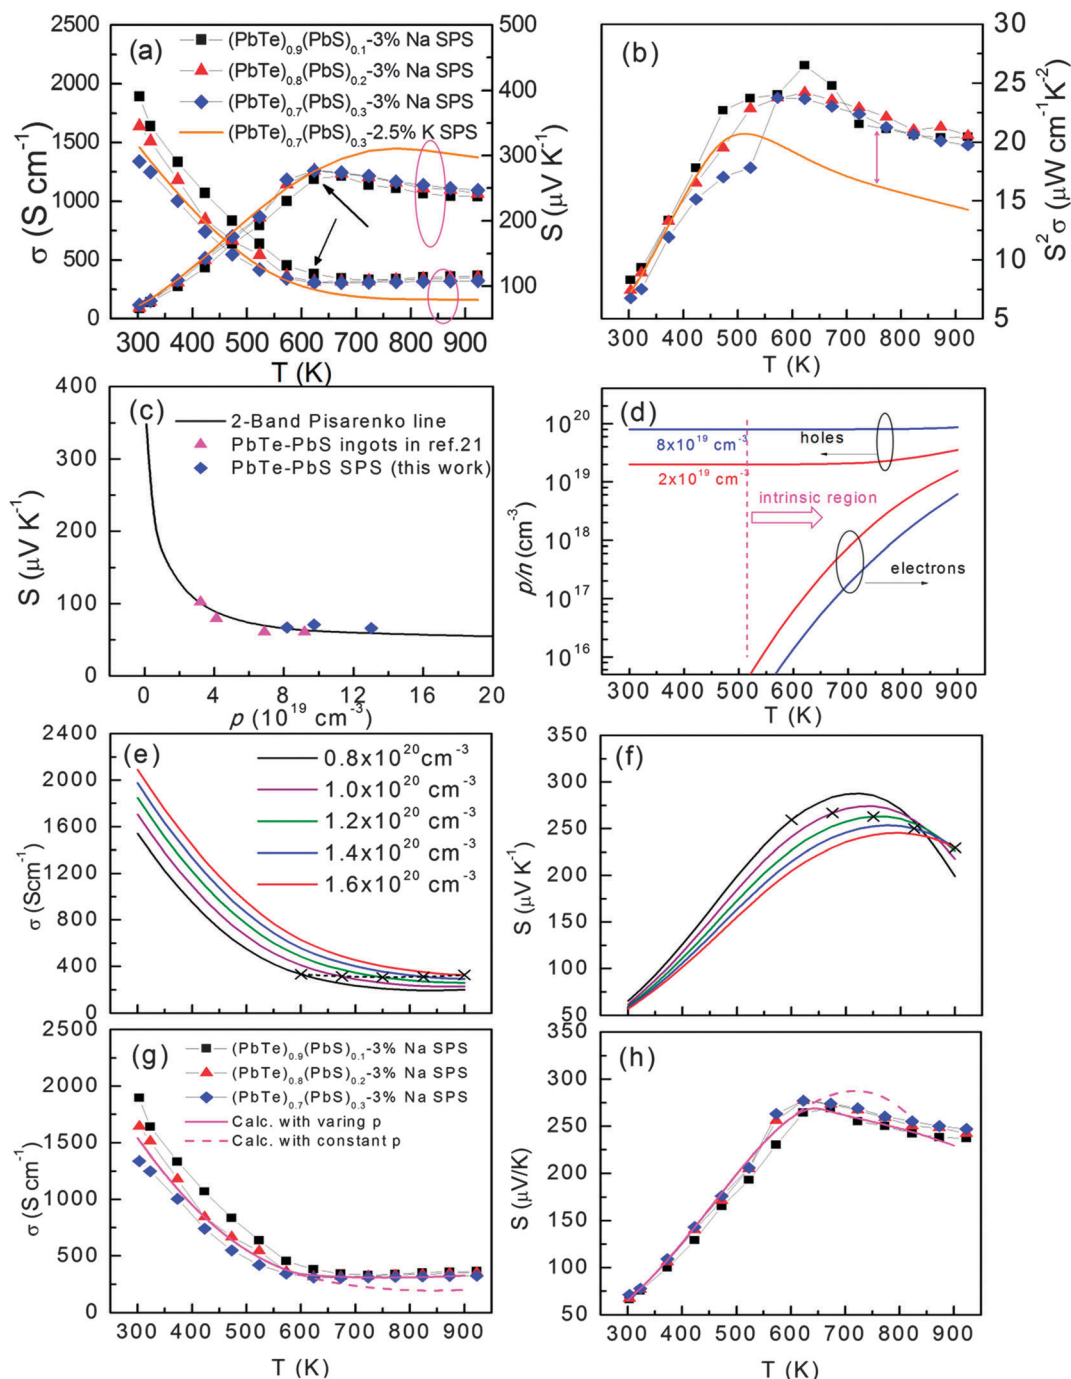 (a)
(PbTe)0.9(PbS)0.1-3% Na SPS
(PbTe)0.8(PbS)0.2-3% Na SPS
(PbTe)0.7(PbS)0.3-3% Na SPS
(PbTe)0.7(PbS)0.3-2.5% K SPS
σ (S cm-1)
2500
2000
1500
1000
500
0
S (μV K-1)
500
400
300
200
100
300 400 500 600 700 800 900
T (K)
(b)
S2σ (μW cm-1K-2)
30
25
20
15
10
5
300 400 500 600 700 800 900
T (K)
(c)
2-Band Pisarenko line
PbTe-PbS ingots in ref.21
PbTe-PbS SPS (this work)
S (μV K-1)
400
300
200
100
0
0 4 8 12 16 20
p (1019 cm-3)
(d)
8x1019 cm-3
holes
2x1019 cm-3
intrinsic region
electrons
p/n (cm-3)
1020
1019
1018
1017
1016
300 400 500 600 700 800 900
T (K)
(e)
0.8x1020 cm-3
1.0x1020 cm-3
1.2x1020 cm-3
1.4x1020 cm-3
1.6x1020 cm-3
σ (Scm-1)
2400
2000
1600
1200
800
400
0
(f)
S (μV K-1)
350
300
250
200
150
100
50
(g)
(PbTe)0.9(PbS)0.1-3% Na SPS
(PbTe)0.8(PbS)0.2-3% Na SPS
(PbTe)0.7(PbS)0.3-3% Na SPS
Calc. with varing p
Calc. with constant p
σ (S cm-1)
2500
2000
1500
1000
500
0
300 400 500 600 700 800 900
T (K)
(h)
S (μV/K)
350
300
250
200
150
100
50
300 400 500 600 700 800 900
T (K)